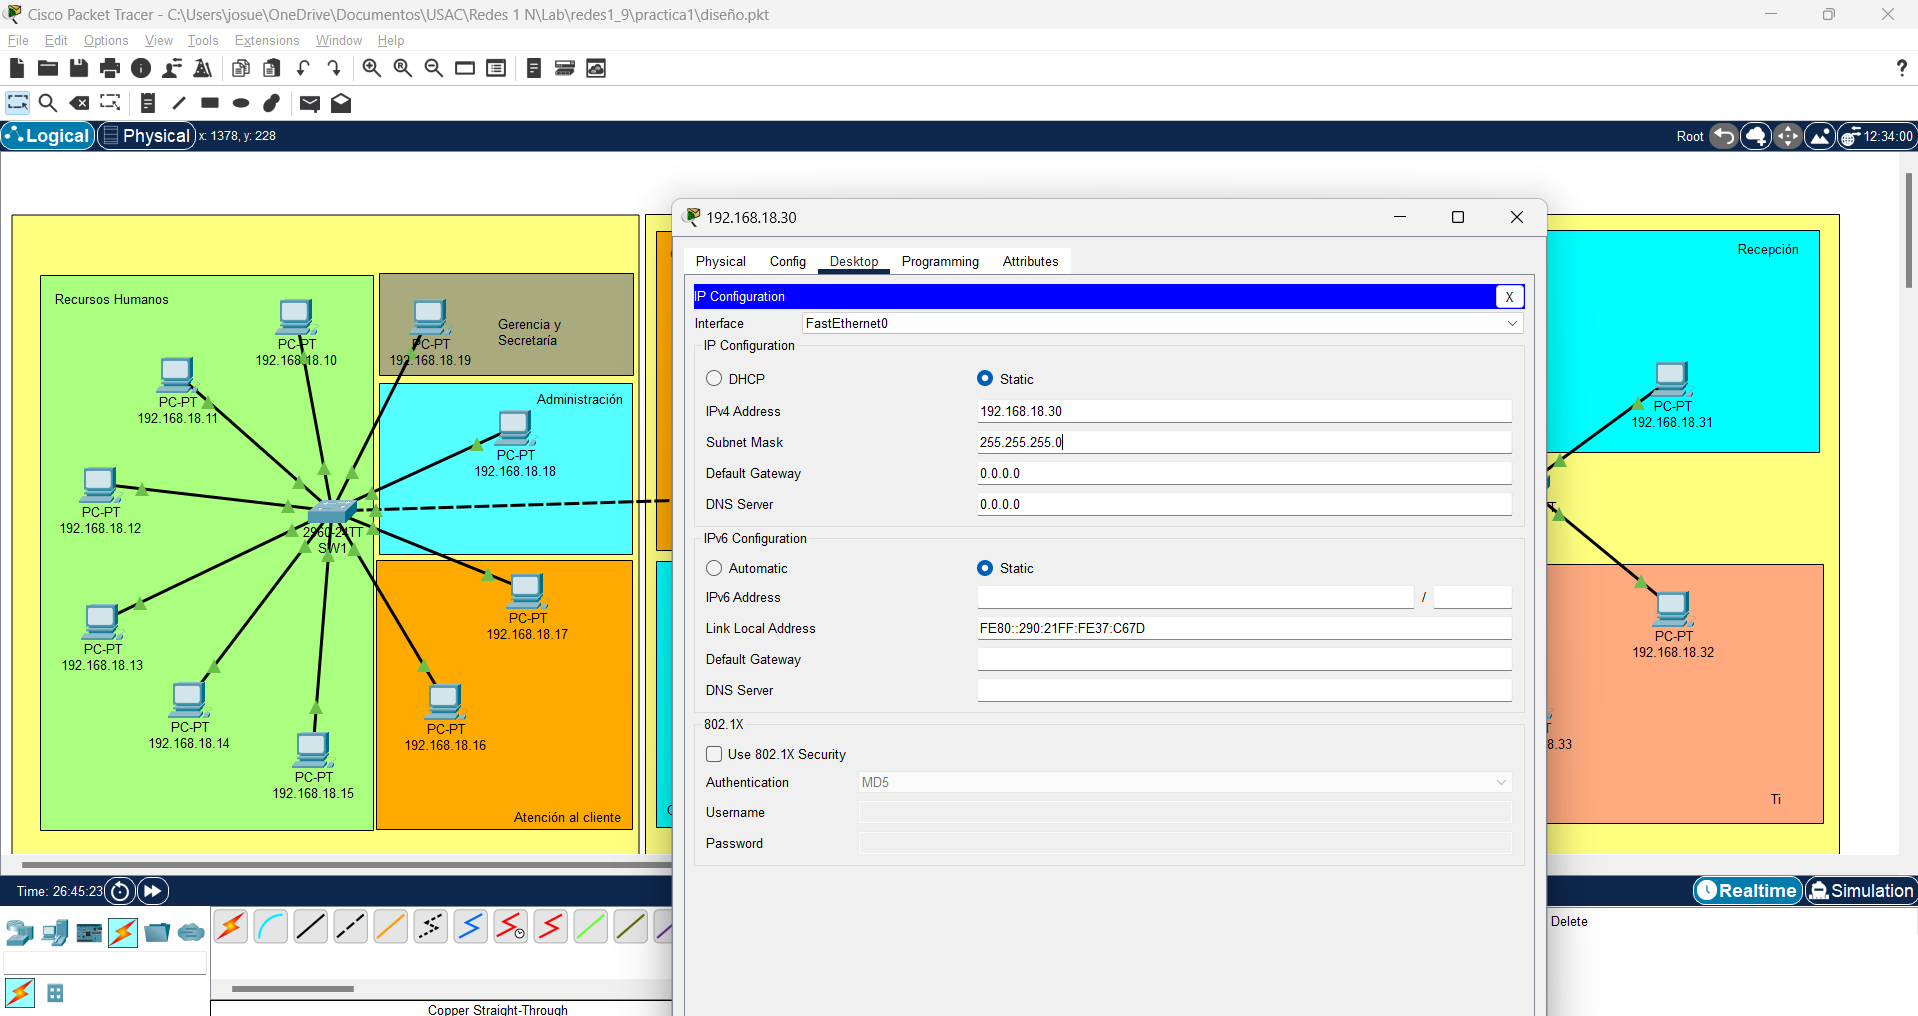 Cisco Packet Tracer - C:\Users\josue\OneDrive\Documentos\USAC\Redes 1 N\Lab\redes1_9\practica1\diseño.pkt
File Edit Options View Tools Extensions Window Help
?
Logical Physical x: 1378, y: 228
Root 12:34:00
192.168.18.30
Physical Config Desktop Programming Attributes
IP Configuration X
Interface FastEthernet0
IP Configuration
DHCP Static
IPv4 Address 192.168.18.30
Subnet Mask 255.255.255.0
Default Gateway 0.0.0.0
DNS Server 0.0.0.0
IPv6 Configuration
Automatic Static
IPv6 Address /
Link Local Address FE80::290:21FF:FE37:C67D
Default Gateway
DNS Server
802.1X
Use 802.1X Security
Authentication MD5
Username
Password
Recursos Humanos
PC-PT
192.168.18.10
PC-PT
192.168.18.11
PC-PT
192.168.18.12
PC-PT
192.168.18.13
PC-PT
192.168.18.14
PC-PT
192.168.18.15
2960-24TT
SW1
Gerencia y
Secretaría
PC-PT
192.168.18.19
Administración
PC-PT
192.168.18.18
PC-PT
192.168.18.17
PC-PT
192.168.18.16
Atención al cliente
Recepción
PC-PT
192.168.18.31
PC-PT
192.168.18.32
8.33
Ti
Time: 26:45:23
Realtime Simulation
Delete
Copper Straight-Through